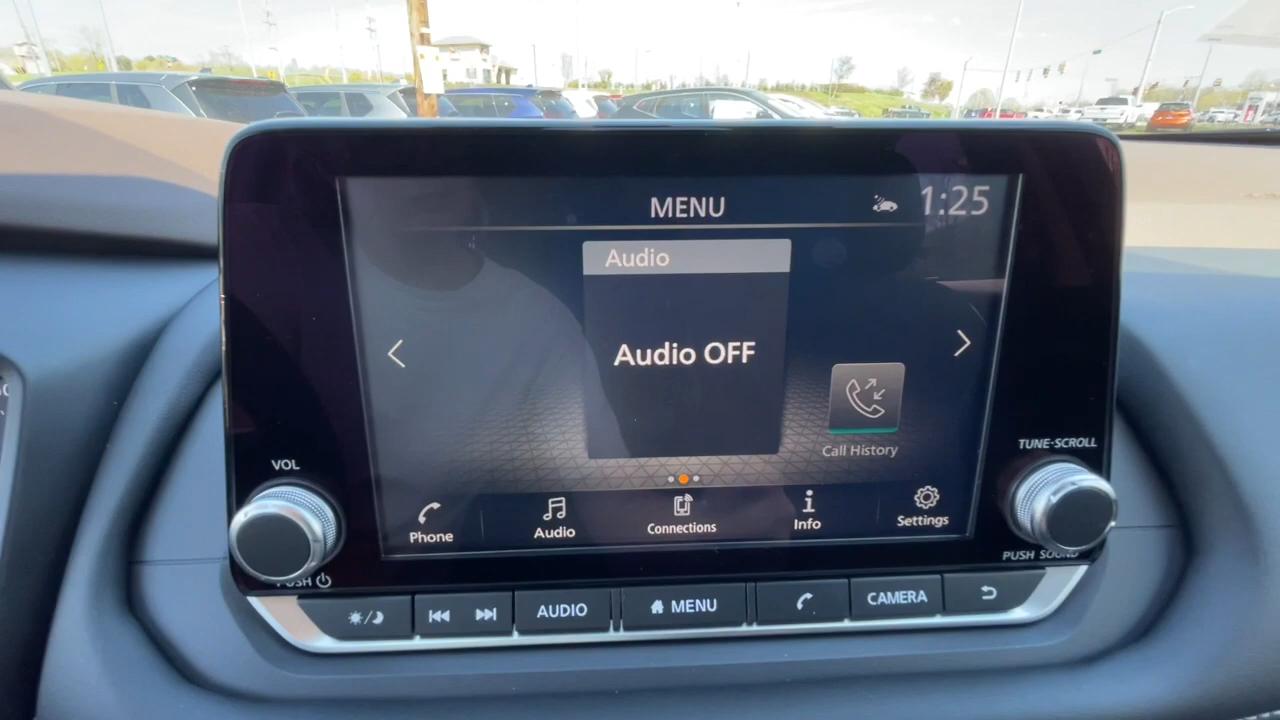 MENU
1:25
Audio
Audio OFF
Call History
Phone
Audio
Connections
Info
Settings
VOL
PUSH
TUNE·SCROLL
PUSH SOUND
AUDIO
MENU
CAMERA